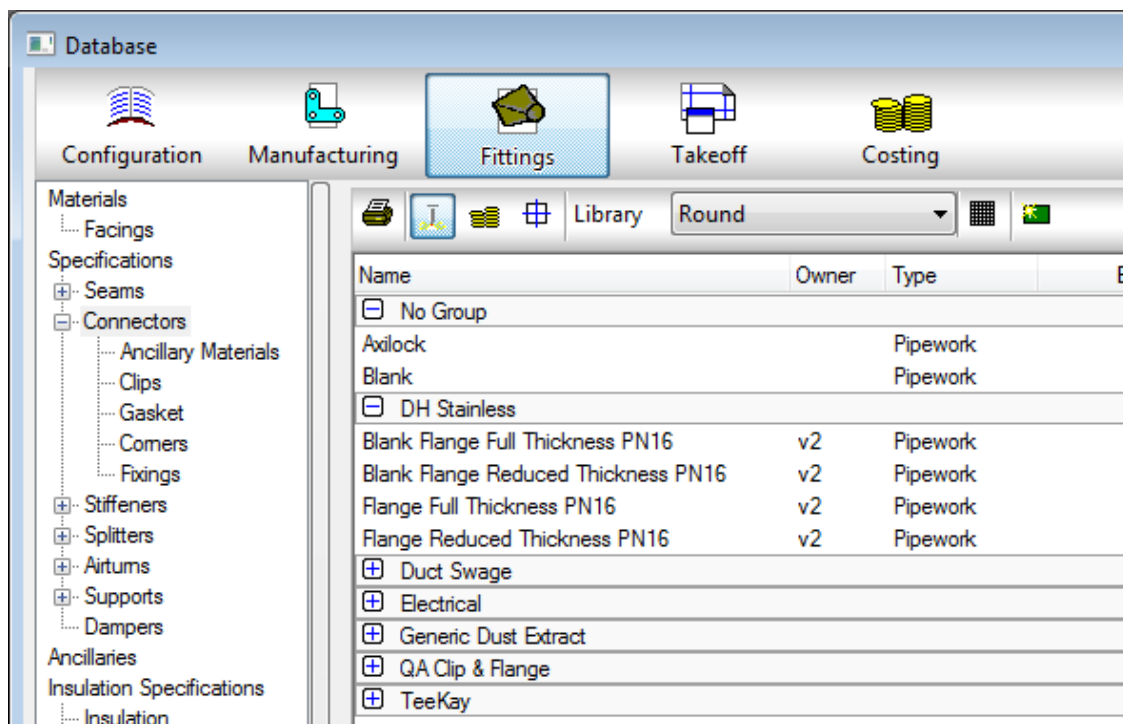 Database
Configuration Manufacturing Fittings Takeoff Costing
Materials
Facings
Specifications
Seams
Connectors
Ancillary Materials
Clips
Gasket
Corners
Fixings
Stiffeners
Splitters
Airturns
Supports
Dampers
Ancillaries
Insulation Specifications
Insulation
Library Round
Name Owner Type
No Group
Axilock Pipework
Blank Pipework
DH Stainless
Blank Flange Full Thickness PN16 v2 Pipework
Blank Flange Reduced Thickness PN16 v2 Pipework
Flange Full Thickness PN16 v2 Pipework
Flange Reduced Thickness PN16 v2 Pipework
Duct Swage
Electrical
Generic Dust Extract
QA Clip & Flange
TeeKay